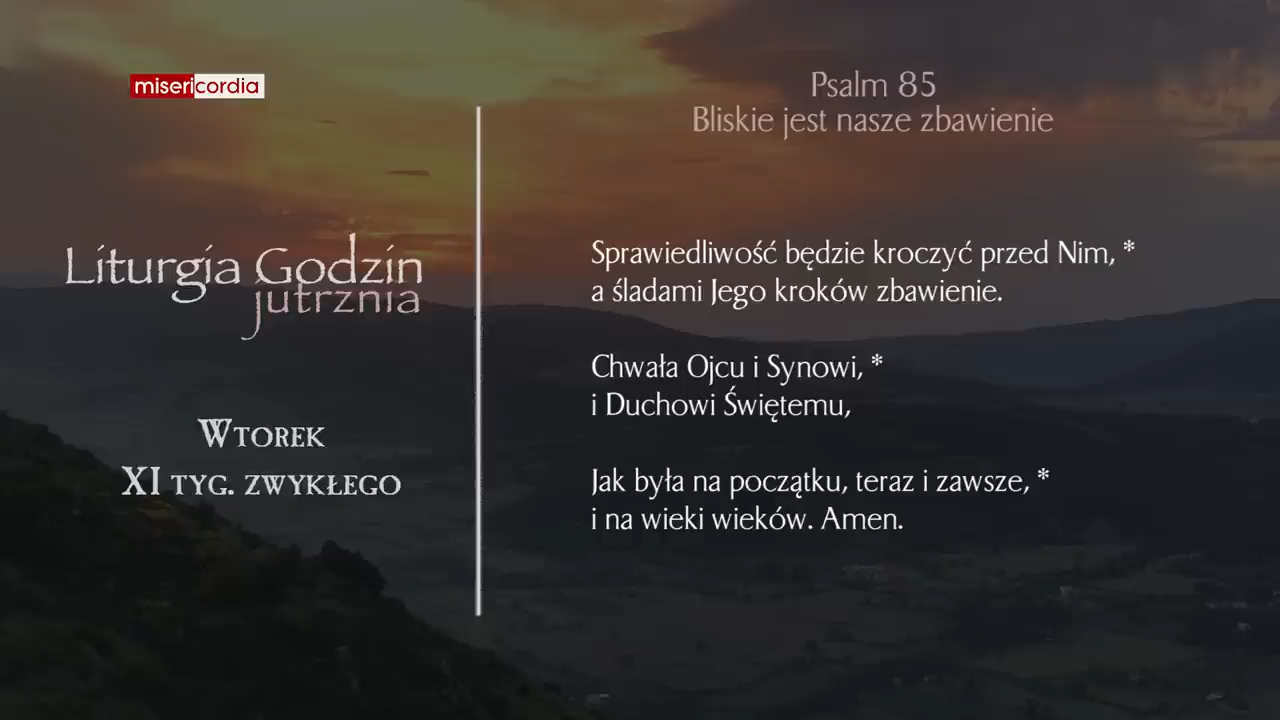 misericordia
Liturgia Godzin
jutrznia
Wtorek
XI tyg. zwykłego
Psalm 85
Bliskie jest nasze zbawienie
Sprawiedliwość będzie kroczyć przed Nim, *
a śladami Jego kroków zbawienie.
Chwała Ojcu i Synowi, *
i Duchowi Świętemu,
Jak była na początku, teraz i zawsze, *
i na wieki wieków. Amen.